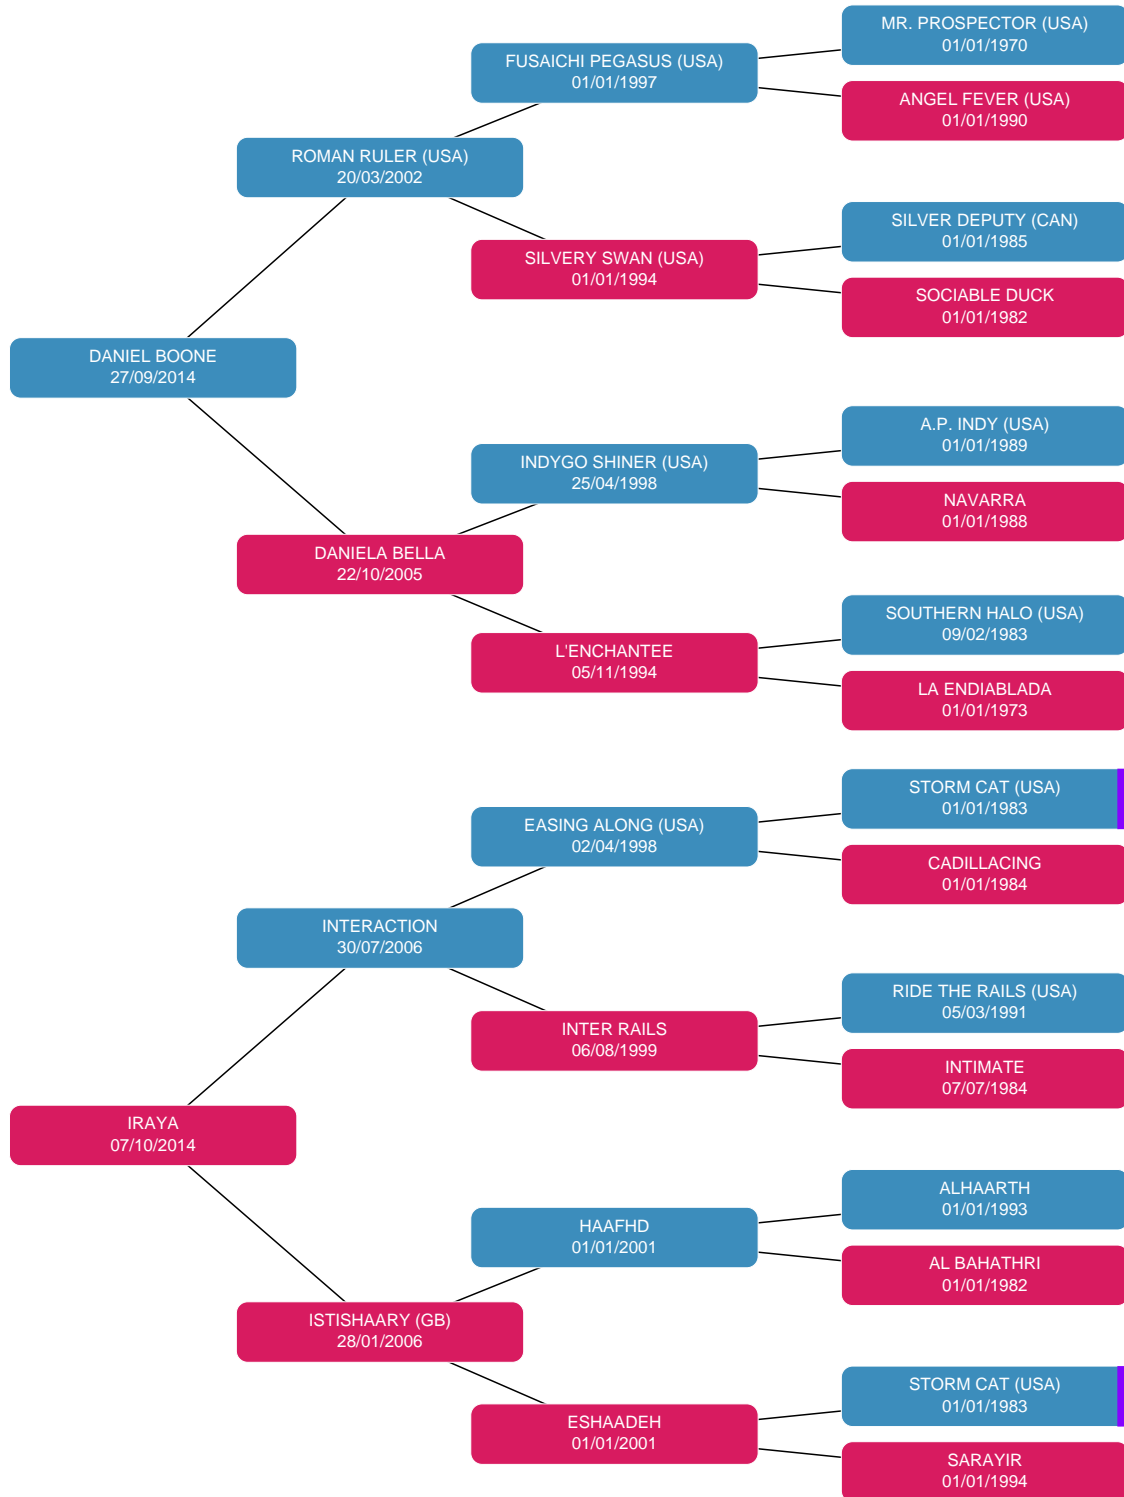 MR. PROSPECTOR (USA)
01/01/1970
FUSAICHI PEGASUS (USA)
01/01/1997
ANGEL FEVER (USA)
01/01/1990
ROMAN RULER (USA)
20/03/2002
SILVER DEPUTY (CAN)
01/01/1985
SILVERY SWAN (USA)
01/01/1994
SOCIABLE DUCK
01/01/1982
DANIEL BOONE
27/09/2014
A.P. INDY (USA)
01/01/1989
INDYGO SHINER (USA)
25/04/1998
NAVARRA
01/01/1988
DANIELA BELLA
22/10/2005
SOUTHERN HALO (USA)
09/02/1983
L'ENCHANTEE
05/11/1994
LA ENDIABLADA
01/01/1973
STORM CAT (USA)
01/01/1983
EASING ALONG (USA)
02/04/1998
CADILLACING
01/01/1984
INTERACTION
30/07/2006
RIDE THE RAILS (USA)
05/03/1991
INTER RAILS
06/08/1999
INTIMATE
07/07/1984
IRAYA
07/10/2014
ALHAARTH
01/01/1993
HAAFHD
01/01/2001
AL BAHATHRI
01/01/1982
ISTISHAARY (GB)
28/01/2006
STORM CAT (USA)
01/01/1983
ESHAADEH
01/01/2001
SARAYIR
01/01/1994